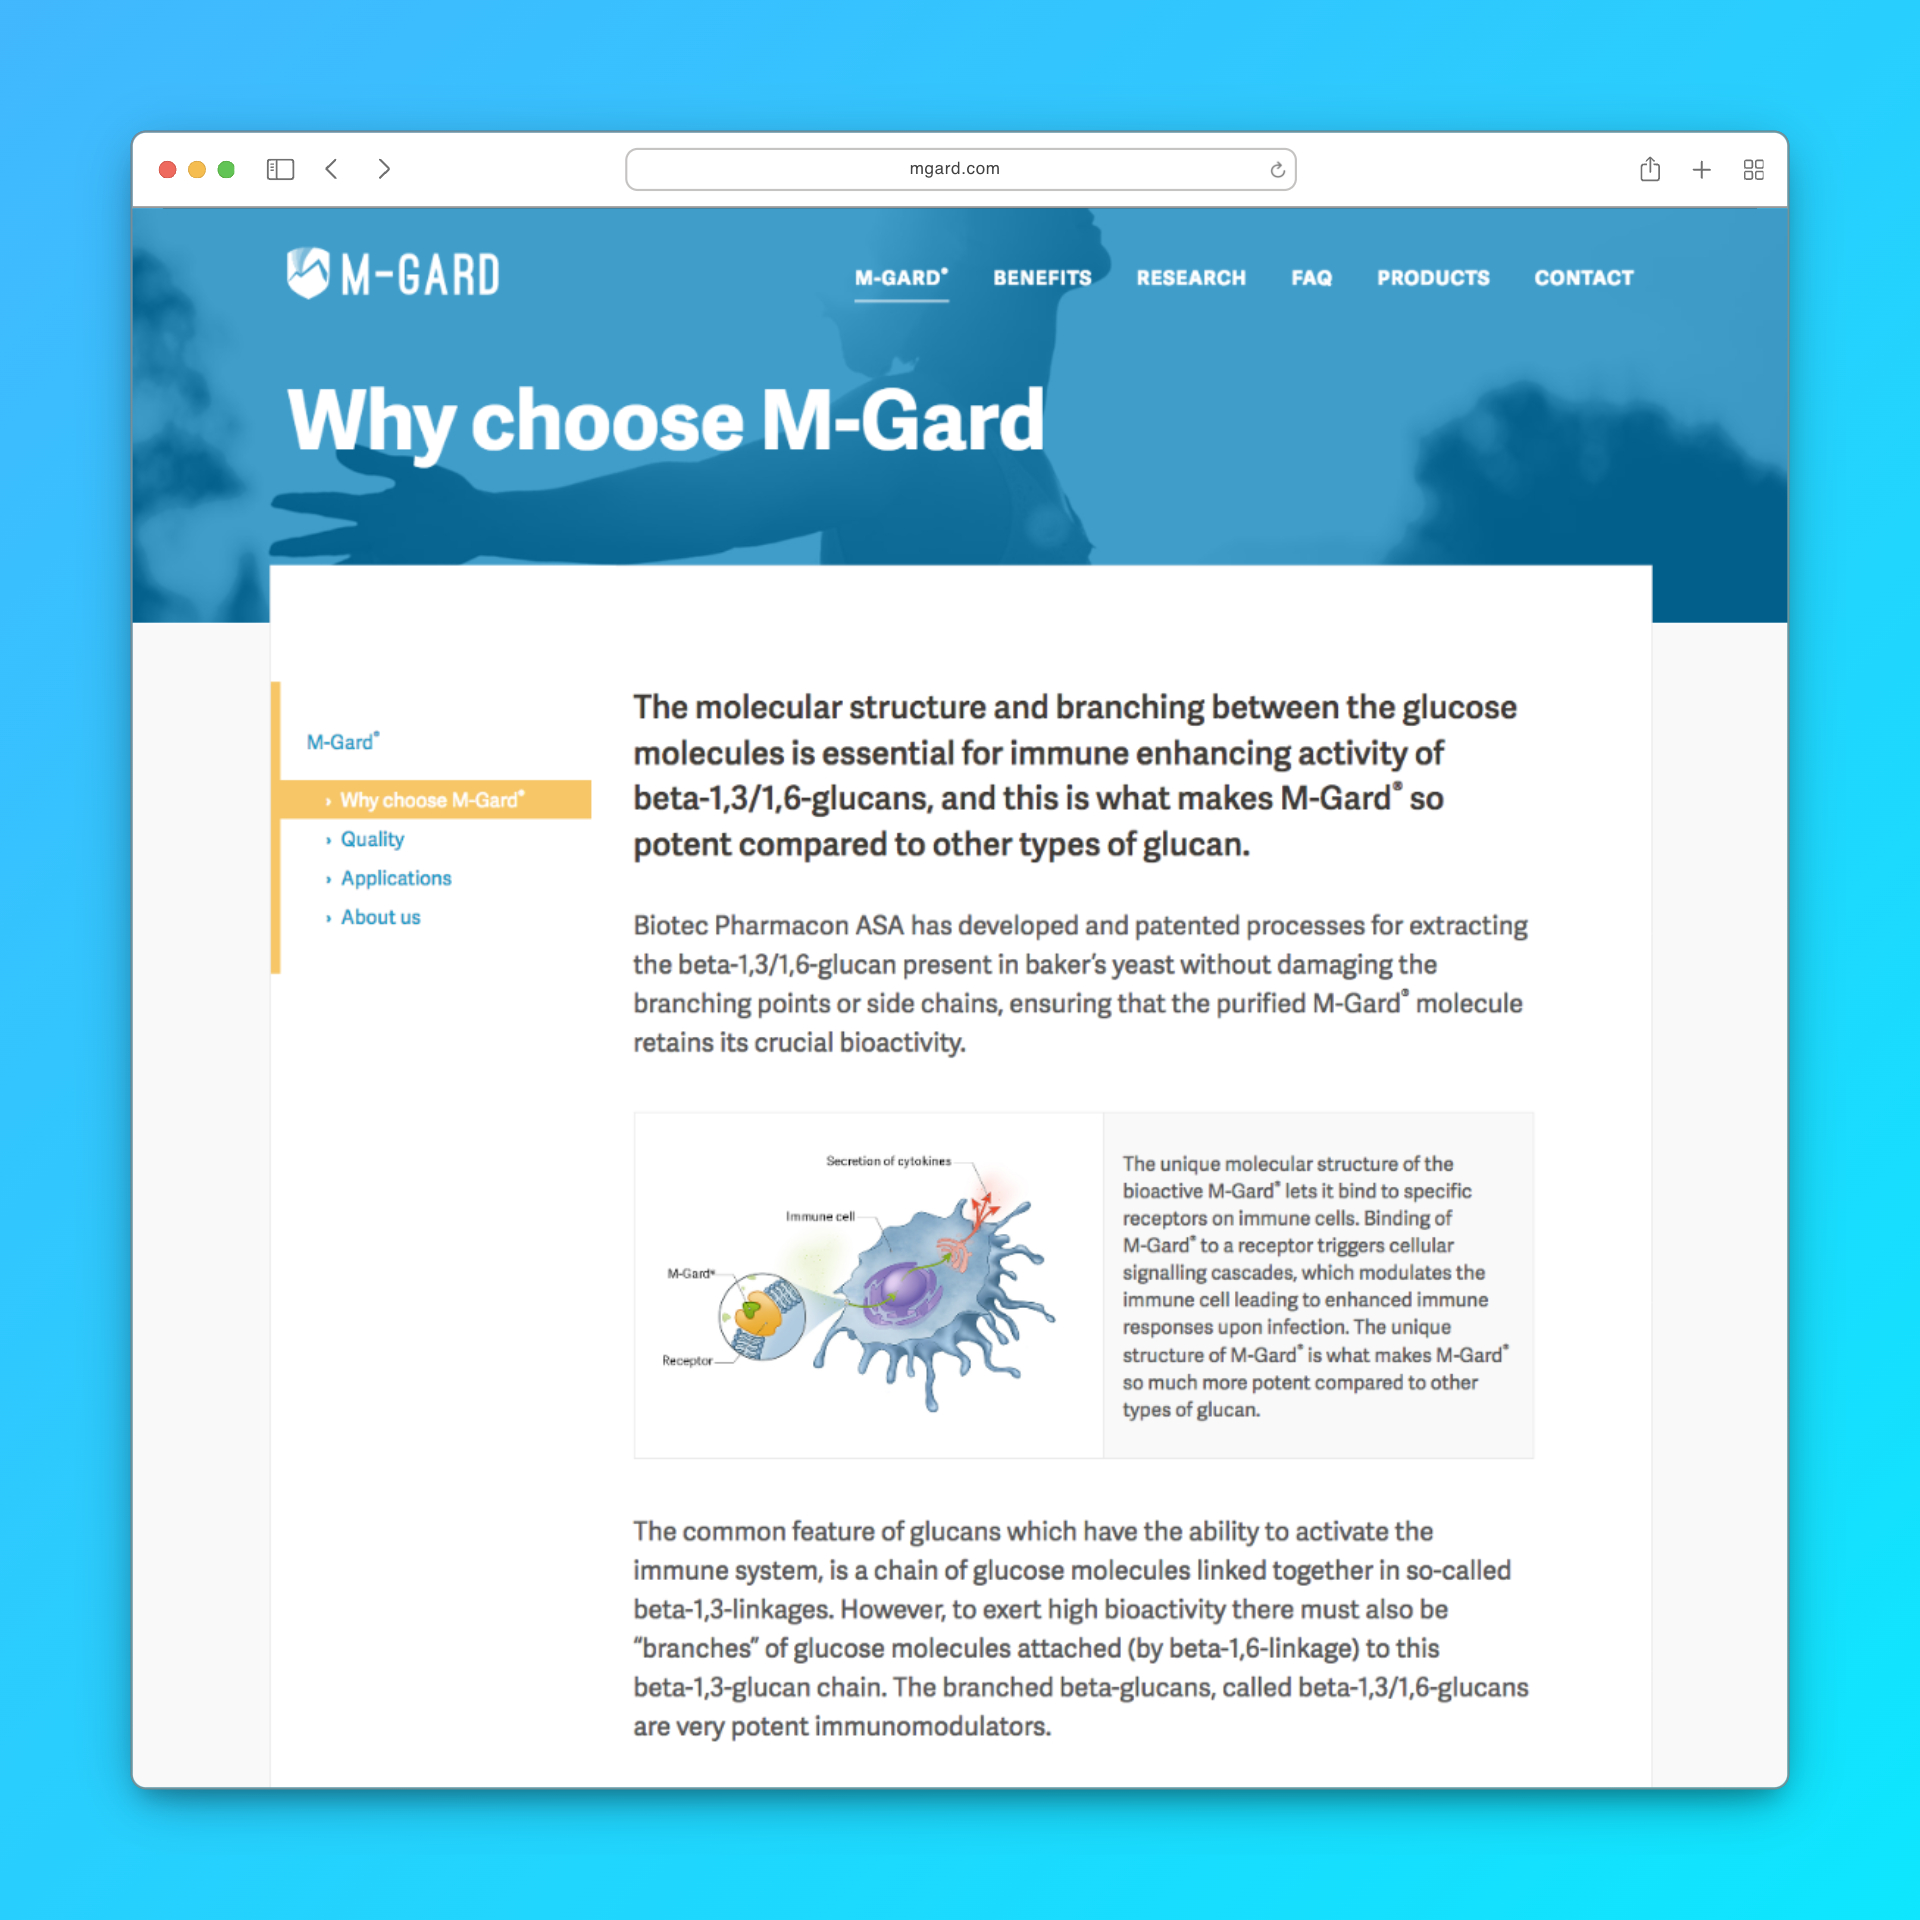 mgard.com
M-GARD
M-GARD® BENEFITS RESEARCH FAQ PRODUCTS CONTACT
Why choose M-Gard
M-Gard®
› Why choose M-Gard®
› Quality
› Applications
› About us
The molecular structure and branching between the glucose
molecules is essential for immune enhancing activity of
beta-1,3/1,6-glucans, and this is what makes M-Gard® so
potent compared to other types of glucan.
Biotec Pharmacon ASA has developed and patented processes for extracting
the beta-1,3/1,6-glucan present in baker’s yeast without damaging the
branching points or side chains, ensuring that the purified M-Gard® molecule
retains its crucial bioactivity.
Secretion of cytokines
Immune cell
M-Gard®
Receptor
The unique molecular structure of the
bioactive M-Gard® lets it bind to specific
receptors on immune cells. Binding of
M-Gard® to a receptor triggers cellular
signalling cascades, which modulates the
immune cell leading to enhanced immune
responses upon infection. The unique
structure of M-Gard® is what makes M-Gard®
so much more potent compared to other
types of glucan.
The common feature of glucans which have the ability to activate the
immune system, is a chain of glucose molecules linked together in so-called
beta-1,3-linkages. However, to exert high bioactivity there must also be
“branches” of glucose molecules attached (by beta-1,6-linkage) to this
beta-1,3-glucan chain. The branched beta-glucans, called beta-1,3/1,6-glucans
are very potent immunomodulators.